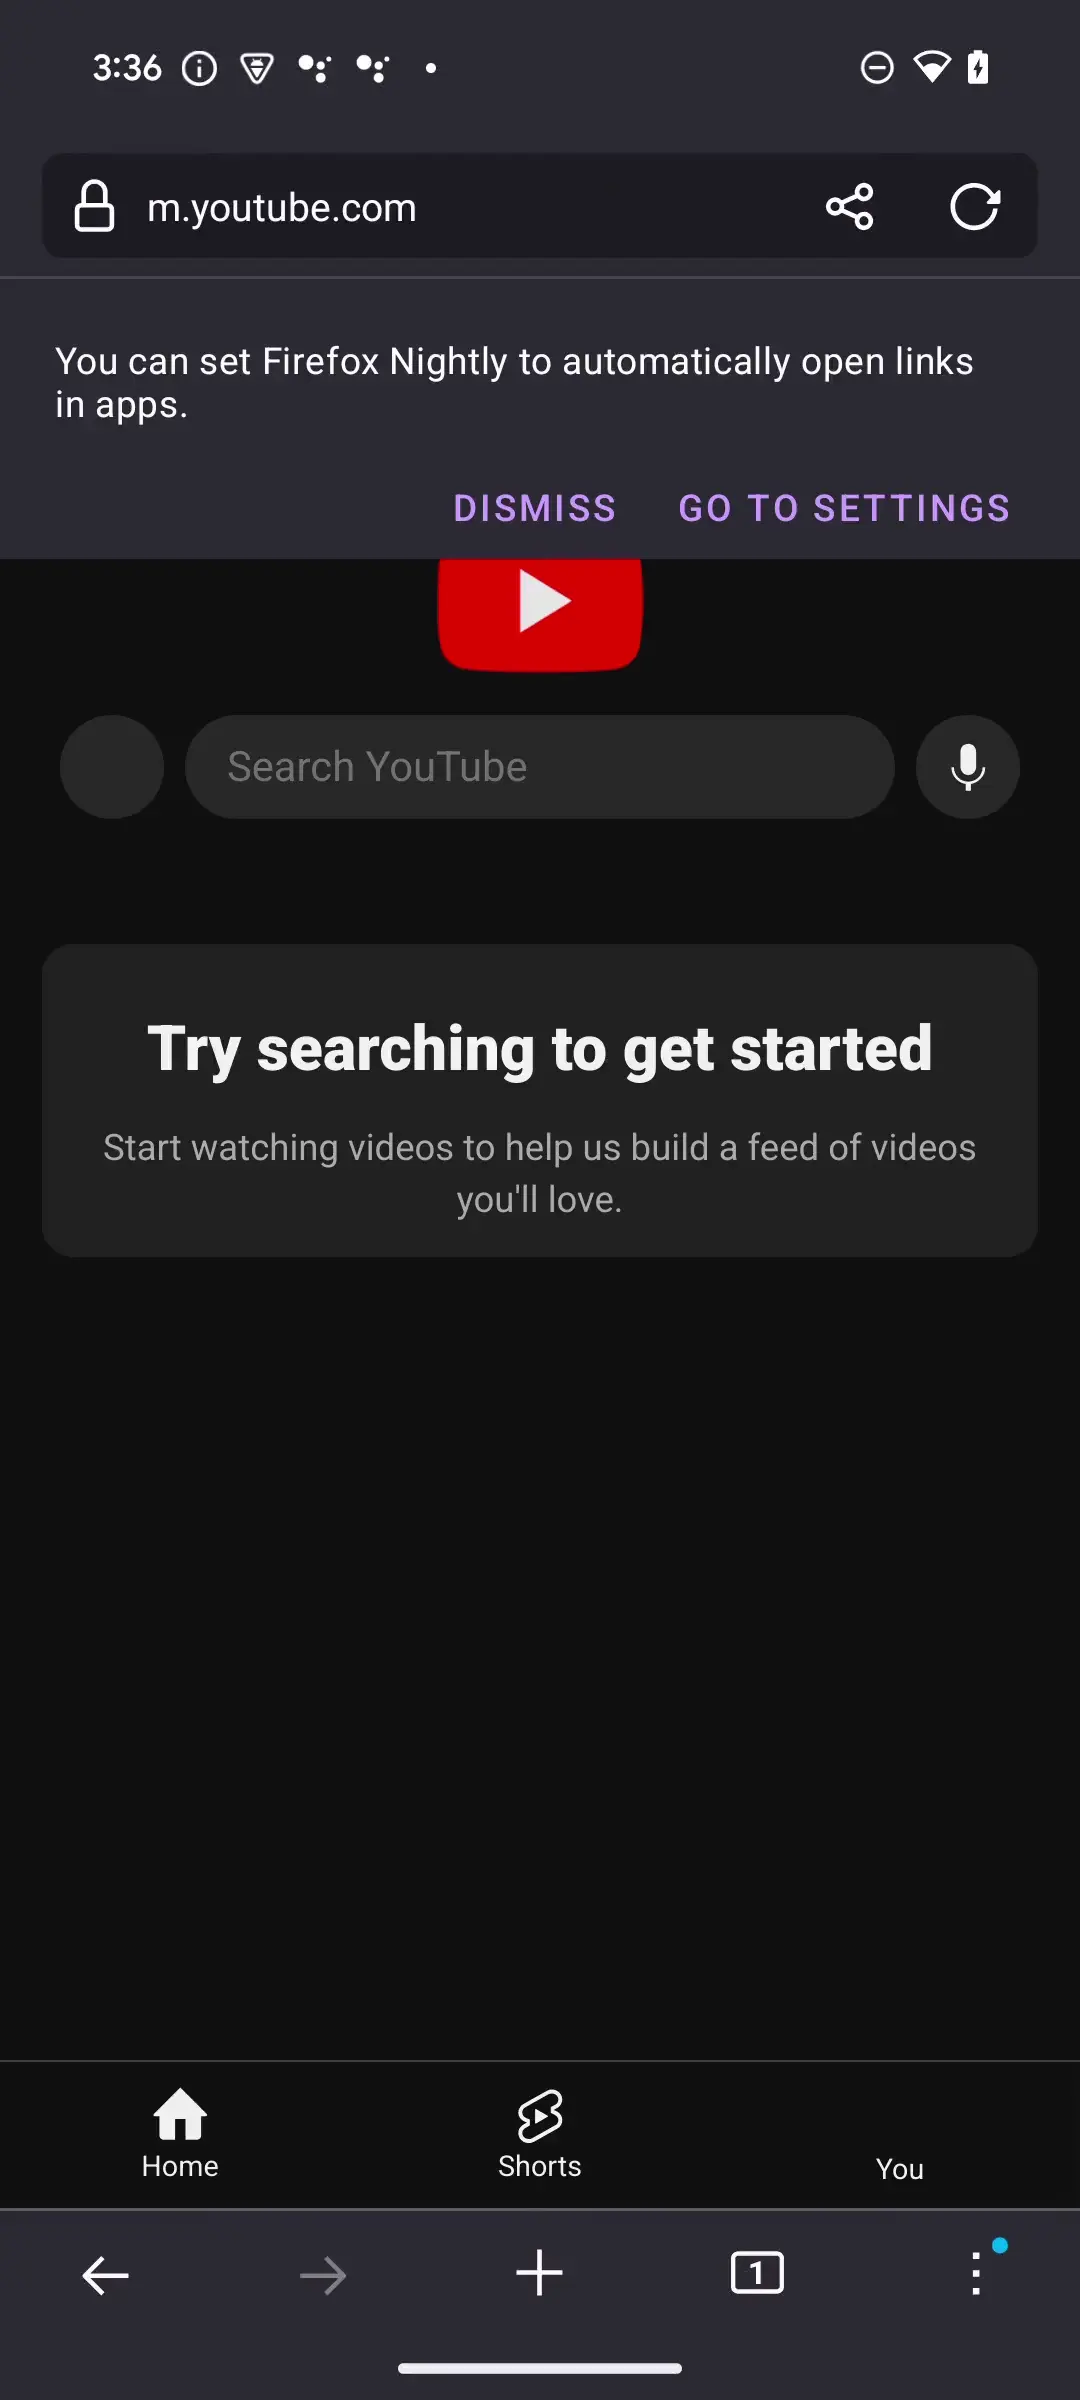 3:36
m.youtube.com
You can set Firefox Nightly to automatically open links
in apps.
DISMISS GO TO SETTINGS
Search YouTube
Try searching to get started
Start watching videos to help us build a feed of videos
you'll love.
Home Shorts You
1